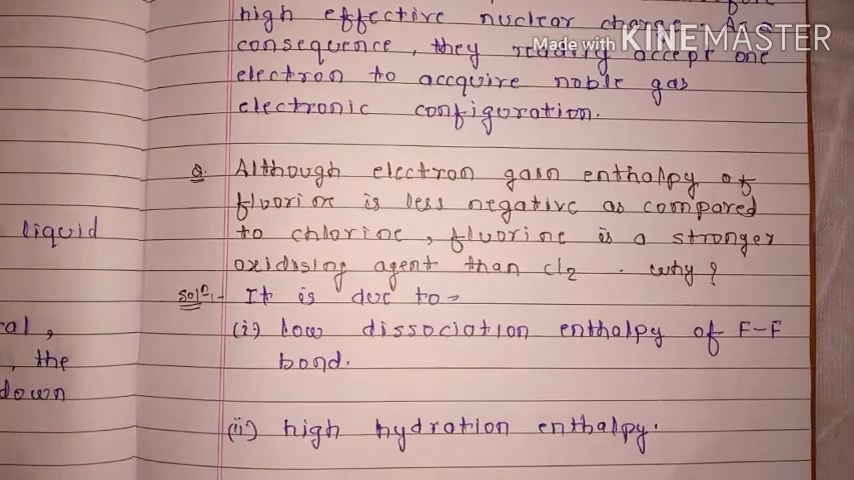 high effective nuclear charge. As a
Made with KINEMASTER
consequence, they readily accept one
electron to accquire noble gas
electronic configuration.
Q. Although electron gain enthalpy of
fluorine is less negative as compared
to chlorine, fluorine is a stronger
oxidising agent than cl2. why?
Solⁿ:- It is due to-
(i) low dissociation enthalpy of F-F
bond.
(ii) high hydration enthalpy.
liquid
, the
down